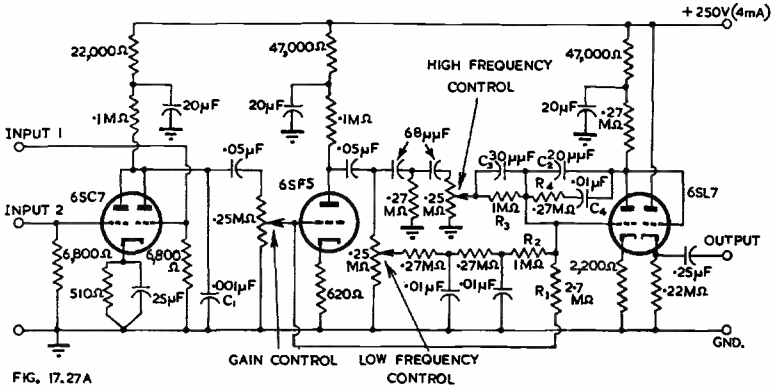 +250V(4mA)
22,000Ω
47,000Ω
47,000Ω
HIGH FREQUENCY
CONTROL
20μF
20μF
20μF
·1MΩ
·1MΩ
·27
MΩ
68μμF
INPUT 1
·05μF
·05μF
C3
30μμF
C2
20μμF
R4
·01μF
C4
6SC7
6SF5
6SL7
·27
MΩ
·25
MΩ
1MΩ
R3
·27MΩ
INPUT 2
·25MΩ
·25
MΩ
OUTPUT
6,800Ω
6,800Ω
·27MΩ
·27MΩ
R2
1MΩ
2,200Ω
·25μF
510Ω
25μF
·001μF
C1
620Ω
·01μF
·01μF
R1
2·7
MΩ
·22MΩ
GND.
GAIN CONTROL
LOW FREQUENCY
CONTROL
FIG. 17.27A